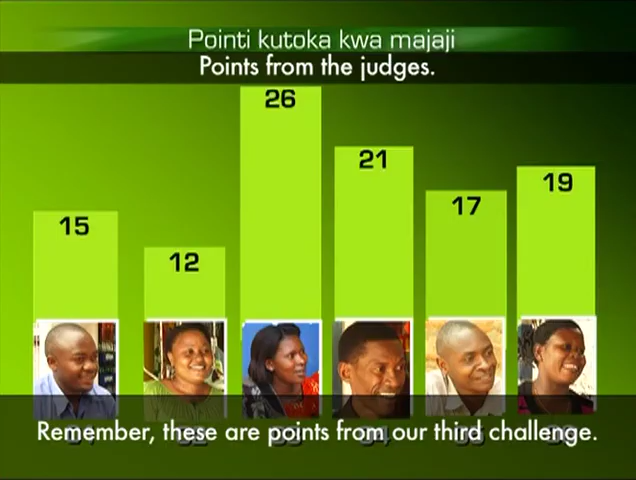 Pointi kutoka kwa majaji
Points from the judges.
26
21
19
17
15
12
Remember, these are points from our third challenge.